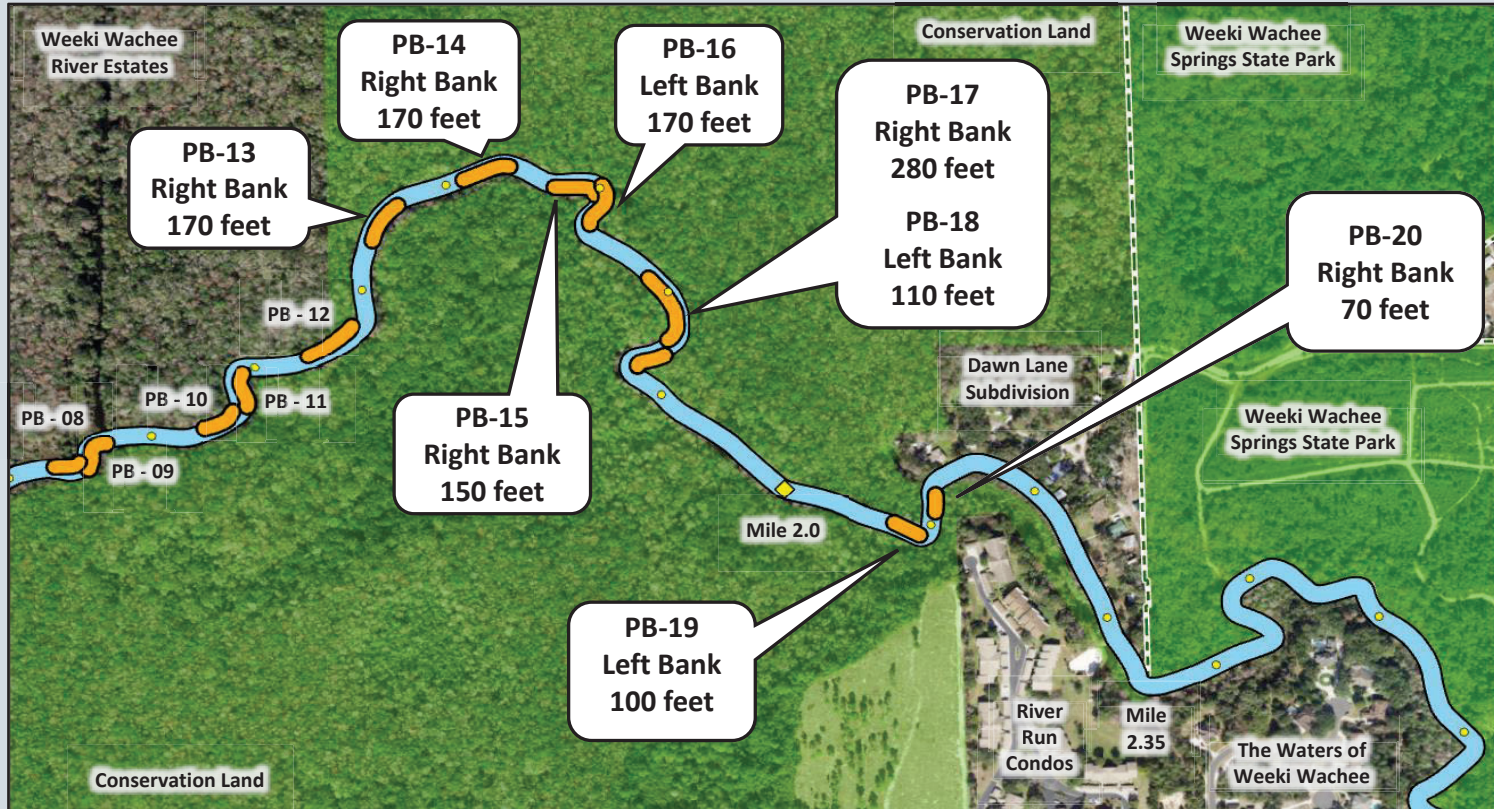 Weeki Wachee
River Estates
PB-14
Right Bank
170 feet
PB-16
Left Bank
170 feet
Conservation Land
Weeki Wachee
Springs State Park
PB-17
Right Bank
280 feet
PB-18
Left Bank
110 feet
PB-13
Right Bank
170 feet
PB-20
Right Bank
70 feet
PB - 12
Dawn Lane
Subdivision
PB - 08
PB - 10
PB - 11
PB - 09
PB-15
Right Bank
150 feet
Weeki Wachee
Springs State Park
Mile 2.0
PB-19
Left Bank
100 feet
River
Run
Condos
Mile
2.35
The Waters of
Weeki Wachee
Conservation Land